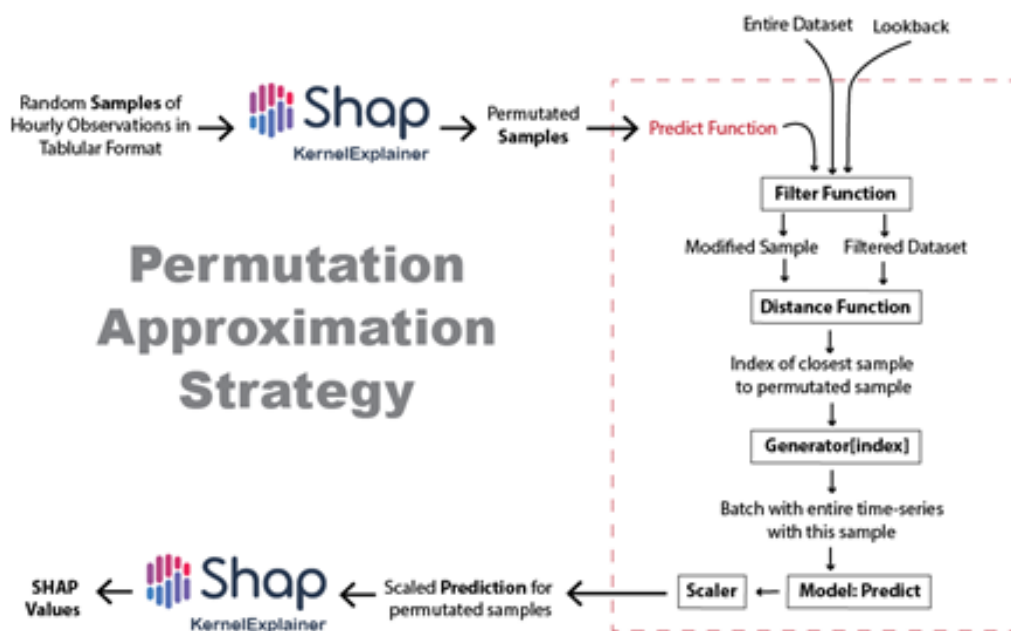 Entire Dataset
Lookback
Random Samples of
Hourly Observations in
Tablular Format
Shap
KernelExplainer
Permutated
Samples
Predict Function
Filter Function
Modified Sample
Filtered Dataset
Distance Function
Index of closest sample
to permutated sample
Generator[index]
Batch with entire time-series
with this sample
Model: Predict
Scaler
Scaled Prediction for
permutated samples
Shap
KernelExplainer
SHAP
Values
Permutation
Approximation
Strategy